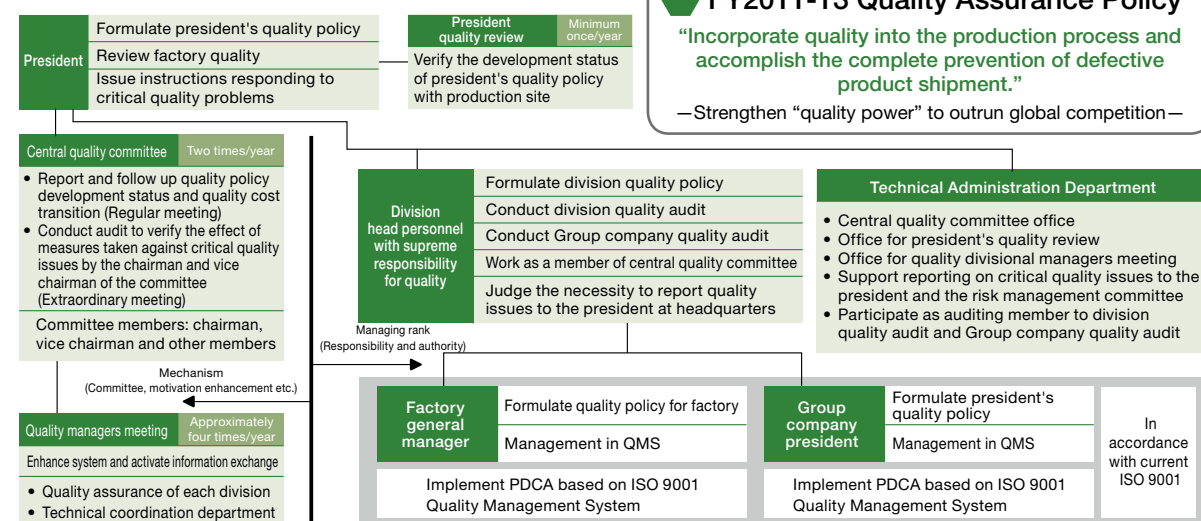 FY2011-13 Quality Assurance Policy
“Incorporate quality into the production process and
accomplish the complete prevention of defective
product shipment.”
—Strengthen “quality power” to outrun global competition—
President
Formulate president's quality policy
Review factory quality
Issue instructions responding to
critical quality problems
President
quality review
Minimum
once/year
Verify the development status
of president's quality policy
with production site
Central quality committee
Two times/year
• Report and follow up quality policy
development status and quality cost
transition (Regular meeting)
• Conduct audit to verify the effect of
measures taken against critical quality
issues by the chairman and vice
chairman of the committee
(Extraordinary meeting)
Committee members: chairman,
vice chairman and other members
Mechanism
(Committee, motivation enhancement etc.)
Managing rank
(Responsibility and authority)
Quality managers meeting
Approximately
four times/year
Enhance system and activate information exchange
• Quality assurance of each division
• Technical coordination department
Division
head personnel
with supreme
responsibility
for quality
Formulate division quality policy
Conduct division quality audit
Conduct Group company quality audit
Work as a member of central quality committee
Judge the necessity to report quality
issues to the president at headquarters
Technical Administration Department
• Central quality committee office
• Office for president's quality review
• Office for quality divisional managers meeting
• Support reporting on critical quality issues to the
president and the risk management committee
• Participate as auditing member to division
quality audit and Group company quality audit
Factory
general
manager
Formulate quality policy for factory
Management in QMS
Implement PDCA based on ISO 9001
Quality Management System
Group
company
president
Formulate president's
quality policy
Management in QMS
Implement PDCA based on ISO 9001
Quality Management System
In
accordance
with current
ISO 9001